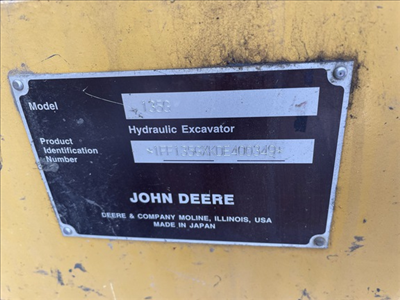 Model
Hydraulic Excavator
Product
Identification
Number
JOHN DEERE
DEERE & COMPANY MOLINE, ILLINOIS, USA
MADE IN JAPAN